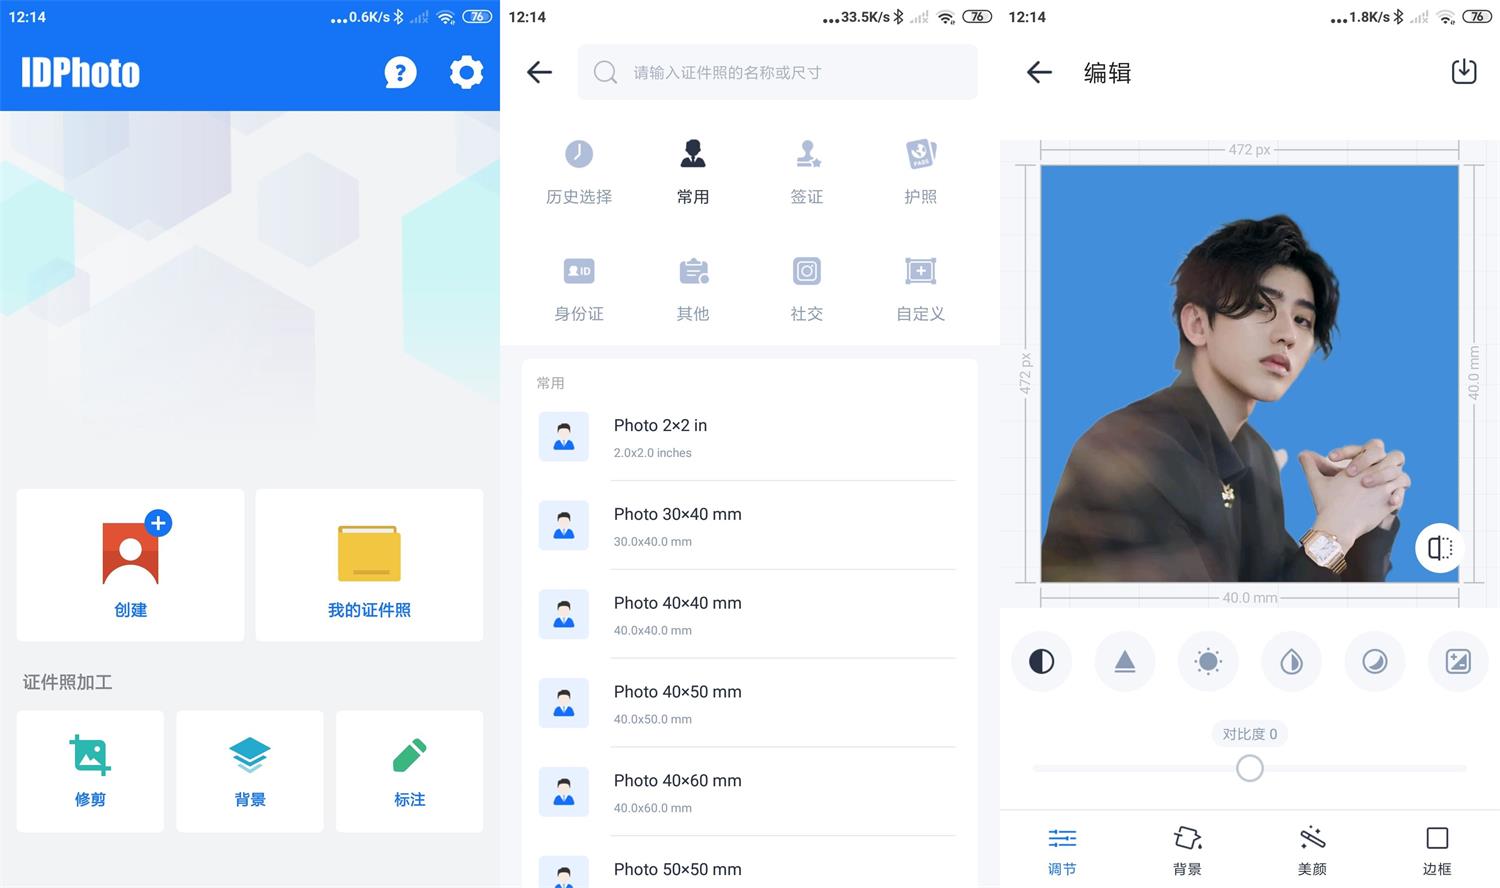 12:14
...0.6K/s
76
IDPhoto
?
创建
我的证件照
证件照加工
修剪
背景
标注
12:14
...33.5K/s
76
请输入证件照的名称或尺寸
历史选择
常用
签证
PASS
护照
ID
身份证
其他
社交
自定义
常用
Photo 2×2 in
2.0x2.0 inches
Photo 30×40 mm
30.0x40.0 mm
Photo 40×40 mm
40.0x40.0 mm
Photo 40×50 mm
40.0x50.0 mm
Photo 40×60 mm
40.0x60.0 mm
Photo 50×50 mm
12:14
...1.8K/s
76
编辑
472 px
472 px
40.0 mm
40.0 mm
对比度 0
调节
背景
美颜
边框